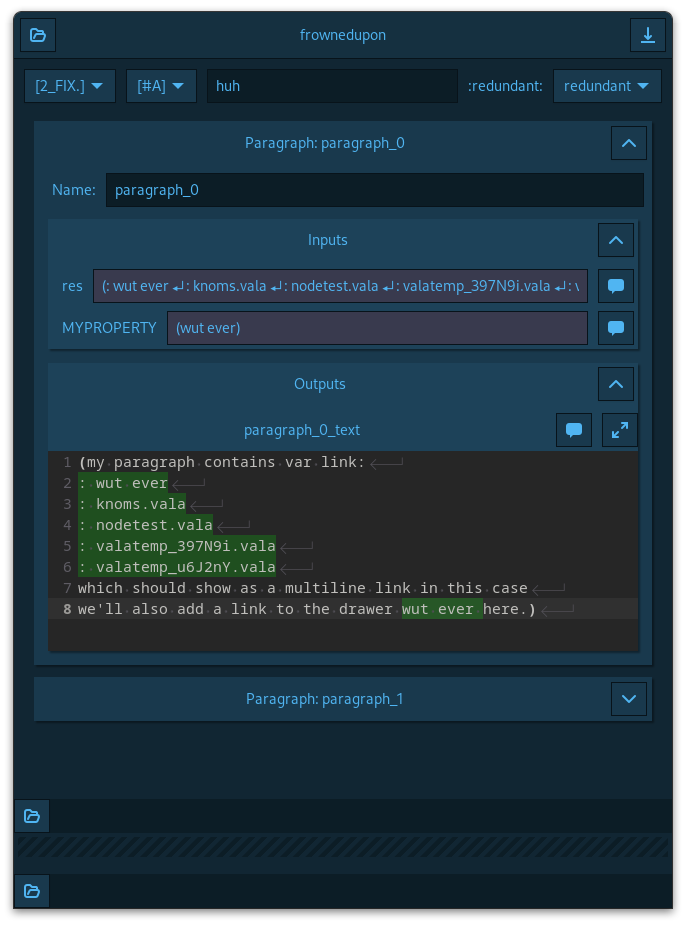 frownedupon
[2_FIX.] [#A] huh :redundant: redundant
Paragraph: paragraph_0
Name: paragraph_0
Inputs
res (: wut ever ↵: knoms.vala ↵: nodetest.vala ↵: valatemp_397N9i.vala ↵: v
MYPROPERTY (wut ever)
Outputs
paragraph_0_text
1 (my paragraph contains var link:
2 : wut ever
3 : knoms.vala
4 : nodetest.vala
5 : valatemp_397N9i.vala
6 : valatemp_u6J2nY.vala
7 which should show as a multiline link in this case
8 we'll also add a link to the drawer wut ever here.)
Paragraph: paragraph_1